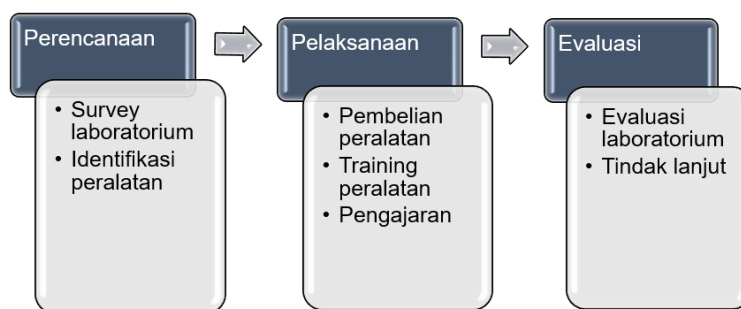 Perencanaan
• Survey
laboratorium
• Identifikasi
peralatan
Pelaksanaan
• Pembelian
peralatan
• Training
peralatan
• Pengajaran
Evaluasi
• Evaluasi
laboratorium
• Tindak lanjut